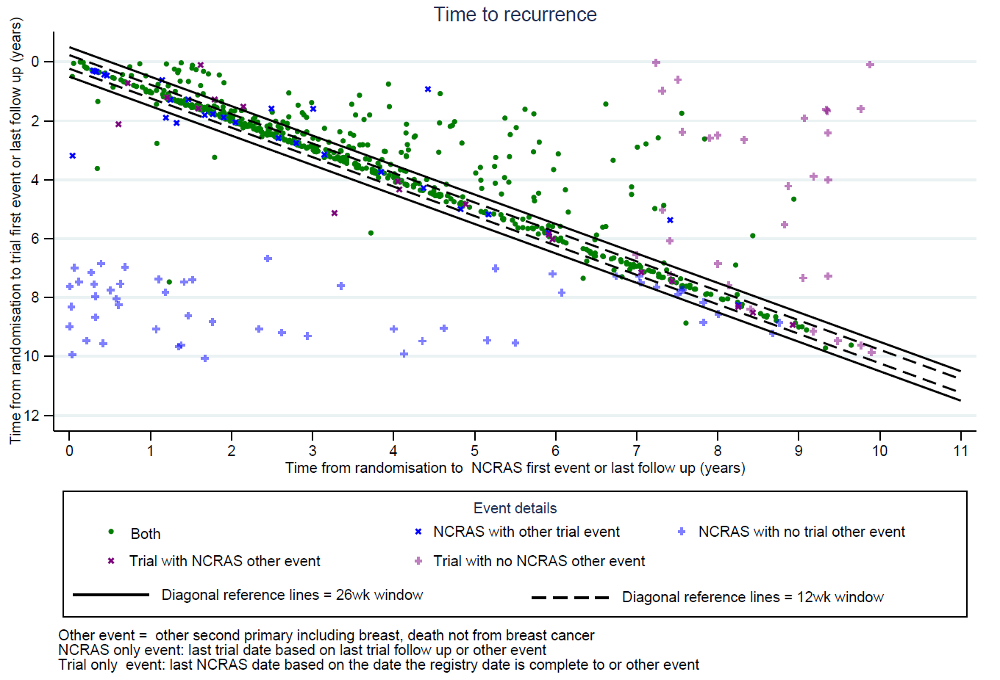 Time to recurrence
Time from randomisation to trial first event or last follow up (years)
0
2
4
6
8
10
12
0 1 2 3 4 5 6 7 8 9 10 11
Time from randomisation to  NCRAS first event or last follow up (years)
Event details
Both
NCRAS with other trial event
NCRAS with no trial other event
Trial with NCRAS other event
Trial with no NCRAS other event
Diagonal reference lines = 26wk window
Diagonal reference lines = 12wk window
Other event =  other second primary including breast, death not from breast cancer
NCRAS only event: last trial date based on last trial follow up or other event
Trial only  event: last NCRAS date based on the date the registry date is complete to or other event